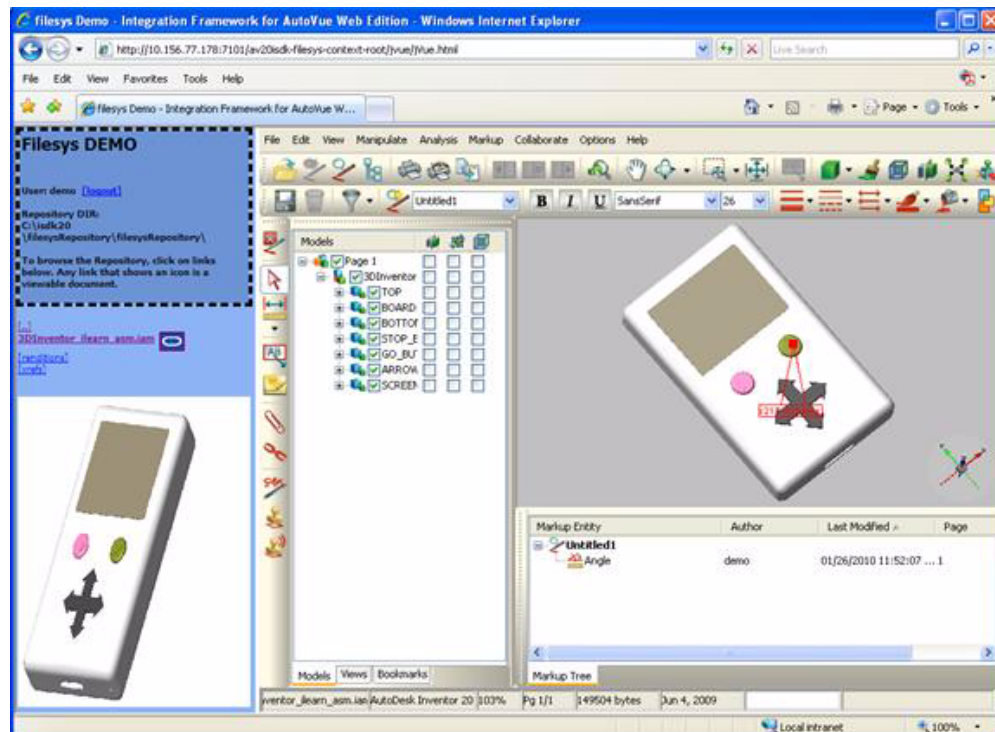 filesys Demo - Integration Framework for AutoVue Web Edition - Windows Internet Explorer
http://10.156.77.178:7101/av20isdk-filesys-context-root/jvue/jVue.html
Live Search
File Edit View Favorites Tools Help
filesys Demo - Integration Framework for AutoVue W...
Page Tools
Filesys DEMO
User: demo [logout]
Repository DIR:
C:\isdk20
\filesysRepository\filesysRepository\
To browse the Repository, click on links
below. Any link that shows an icon is a
viewable document.
[..]
3DInventor_ilearn_asm.iam
[renditions]
[xrefs]
File Edit View Manipulate Analysis Markup Collaborate Options Help
Untitled1 B I U SansSerif 26
Models
Page 1
3DInventor
TOP
BOARD
BOTTO
STOP_E
GO_BU
ARROW
SCREEN
Models Views Bookmarks
Markup Entity Author Last Modified Page
Untitled1
Angle demo 01/26/2010 11:52:07 ... 1
Markup Tree
nventor_ilearn_asm.iam AutoDesk Inventor 20 103% Pg 1/1 149504 bytes Jun 4, 2009
Local intranet 100%